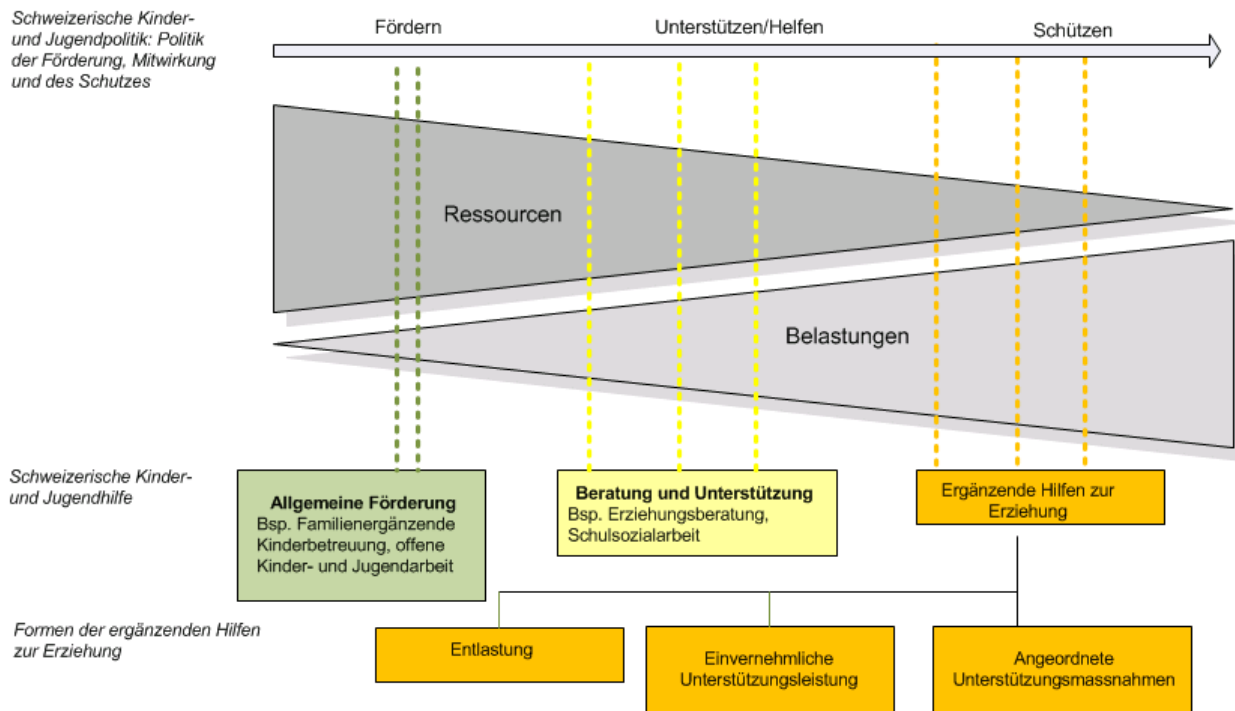 Schweizerische Kinder-
und Jugendpolitik: Politik
der Förderung, Mitwirkung
und des Schutzes
Fördern
Unterstützen/Helfen
Schützen
Ressourcen
Belastungen
Schweizerische Kinder-
und Jugendhilfe
Allgemeine Förderung
Bsp. Familienergänzende
Kinderbetreuung, offene
Kinder- und Jugendarbeit
Beratung und Unterstützung
Bsp. Erziehungsberatung,
Schulsozialarbeit
Ergänzende Hilfen zur
Erziehung
Formen der ergänzenden Hilfen
zur Erziehung
Entlastung
Einvernehmliche
Unterstützungsleistung
Angeordnete
Unterstützungsmassnahmen